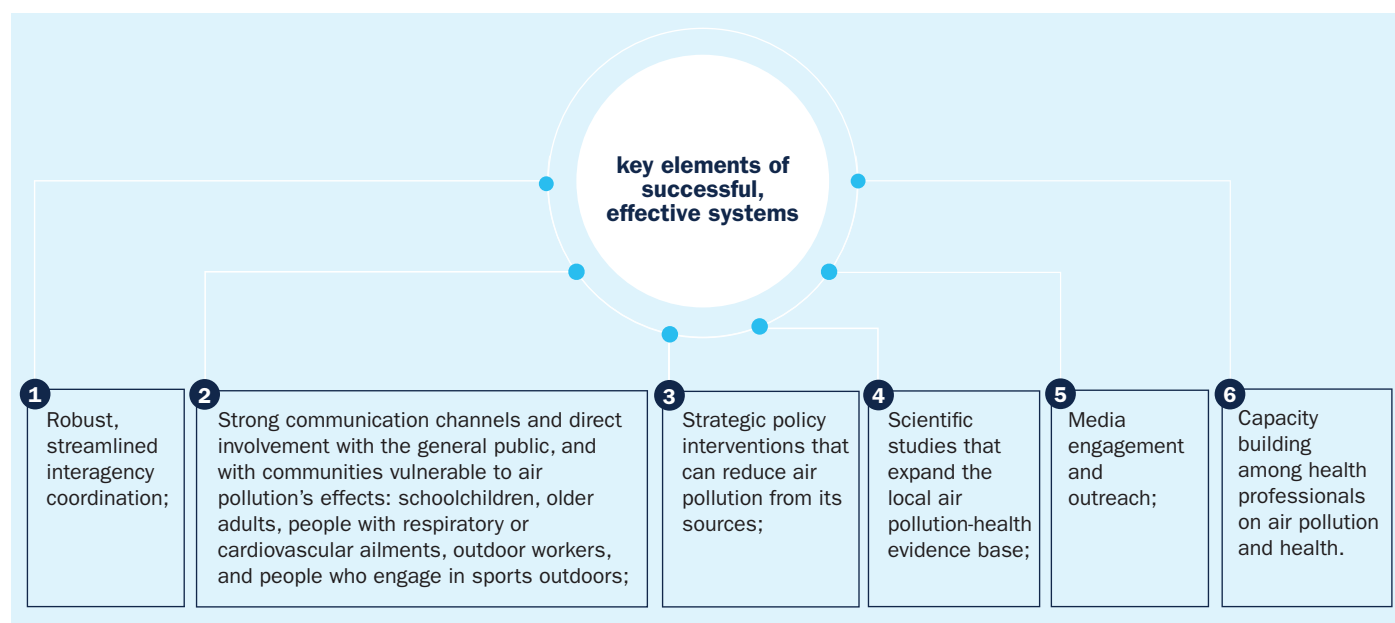 key elements of
successful,
effective systems
1
Robust,
streamlined
interagency
coordination;
2
Strong communication channels and direct
involvement with the general public, and
with communities vulnerable to air
pollution’s effects: schoolchildren, older
adults, people with respiratory or
cardiovascular ailments, outdoor workers,
and people who engage in sports outdoors;
3
Strategic policy
interventions that
can reduce air
pollution from its
sources;
4
Scientific
studies that
expand the
local air
pollution-health
evidence base;
5
Media
engagement
and
outreach;
6
Capacity
building
among health
professionals
on air pollution
and health.